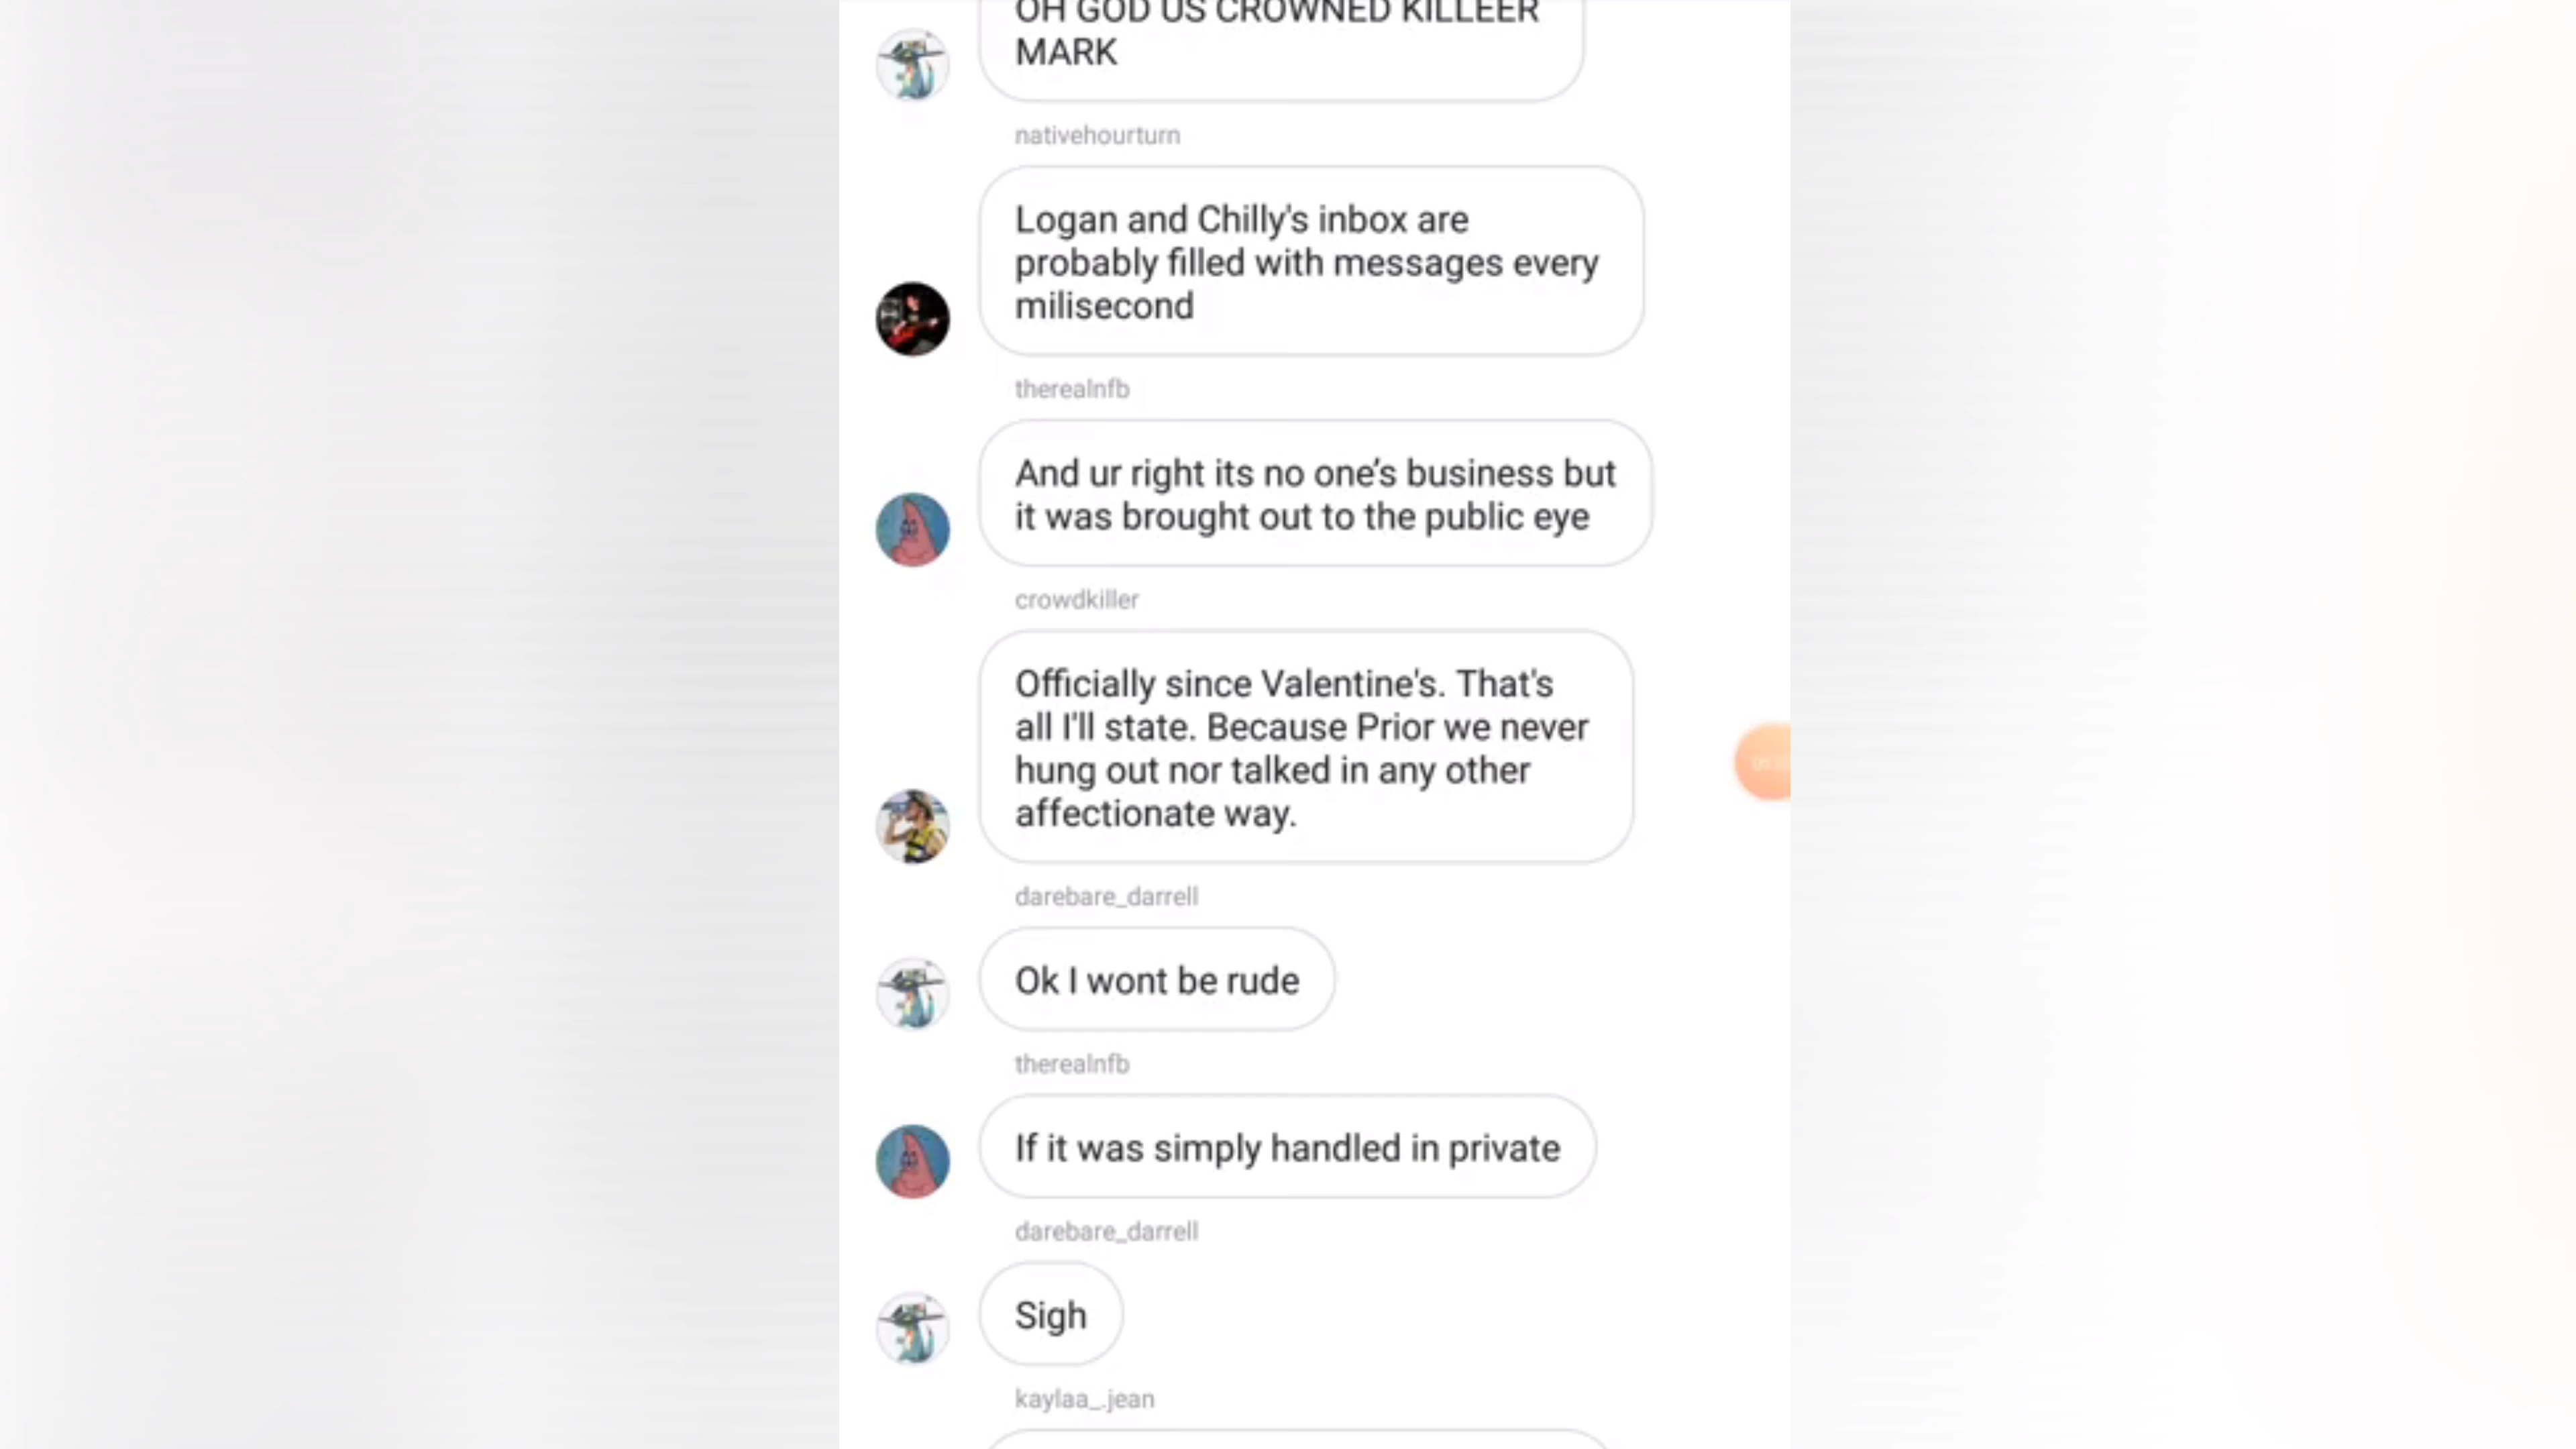 OH GOD US CROWNED KILLEER
MARK
nativehourturn
Logan and Chilly's inbox are
probably filled with messages every
milisecond
therealnfb
And ur right its no one's business but
it was brought out to the public eye
crowdkiller
Officially since Valentine's. That's
all I'll state. Because Prior we never
hung out nor talked in any other
affectionate way.
darebare_darrell
Ok I wont be rude
therealnfb
If it was simply handled in private
darebare_darrell
Sigh
kaylaa_.jean